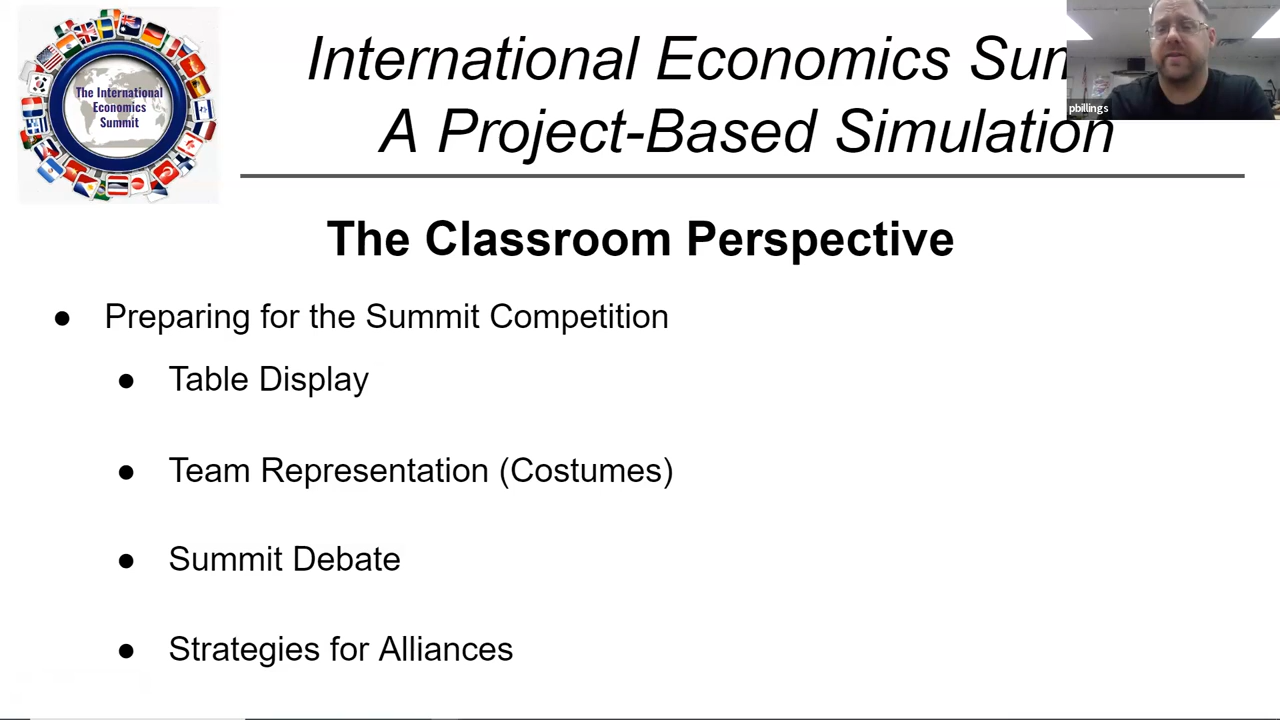 The International
Economics
Summit
International Economics Sum
A Project-Based Simulation
pbillings
The Classroom Perspective
● Preparing for the Summit Competition
● Table Display
● Team Representation (Costumes)
● Summit Debate
● Strategies for Alliances